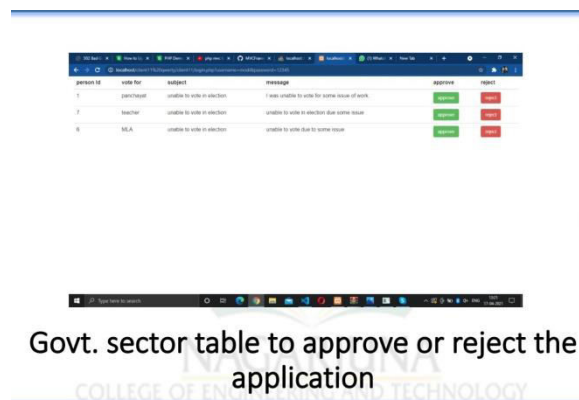 person Id vote for subject message approve reject
1 panchayat unable to vote in election I was unable to vote for some issue of work. approve reject
7 teacher unable to vote in election unable to vote in election due some issue approve reject
6 MLA unable to vote in election unable to vote due to some issue approve reject
Type here to search
Govt. sector table to approve or reject the
application
NAGARJUNA
COLLEGE OF ENGINEERING AND TECHNOLOGY